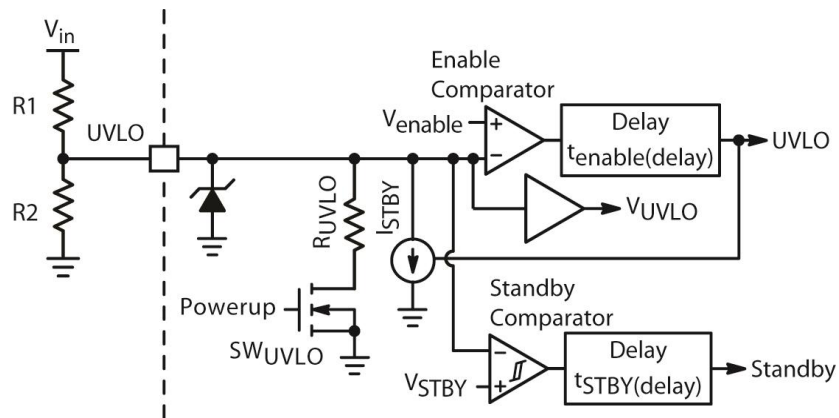 Vin
R1
UVLO
R2
RUVLO
ISTBY
Powerup
SWUVLO
Enable
Comparator
Venable
+
−
Delay
tenable(delay)
UVLO
VUVLO
Standby
Comparator
−
VSTBY
+
Delay
tSTBY(delay)
Standby